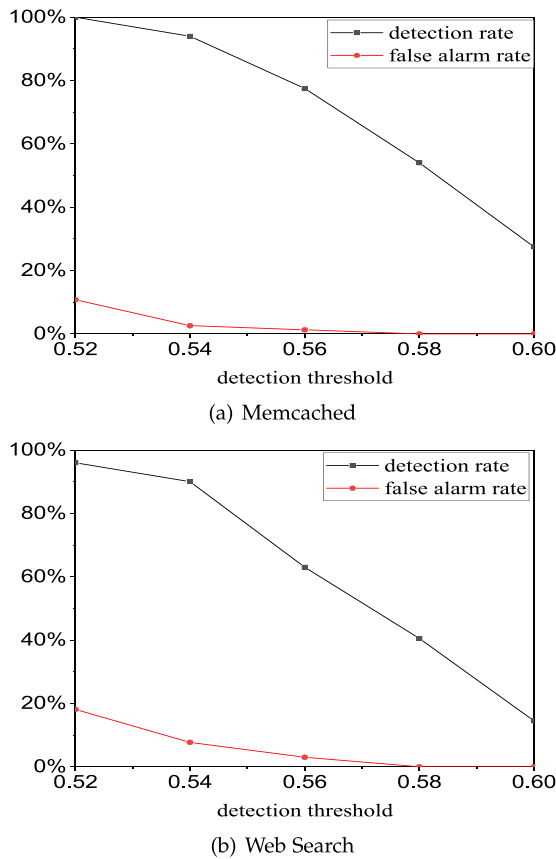 100%
80%
60%
40%
20%
0%
detection rate
false alarm rate
0.52 0.54 0.56 0.58 0.60
detection threshold
(a) Memcached
100%
80%
60%
40%
20%
0%
detection rate
false alarm rate
0.52 0.54 0.56 0.58 0.60
detection threshold
(b) Web Search